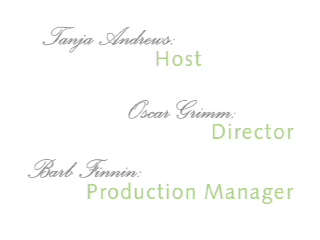 Tanja Andrews:
Host
Oscar Grimm:
Director
Barb Finnin:
Production Manager